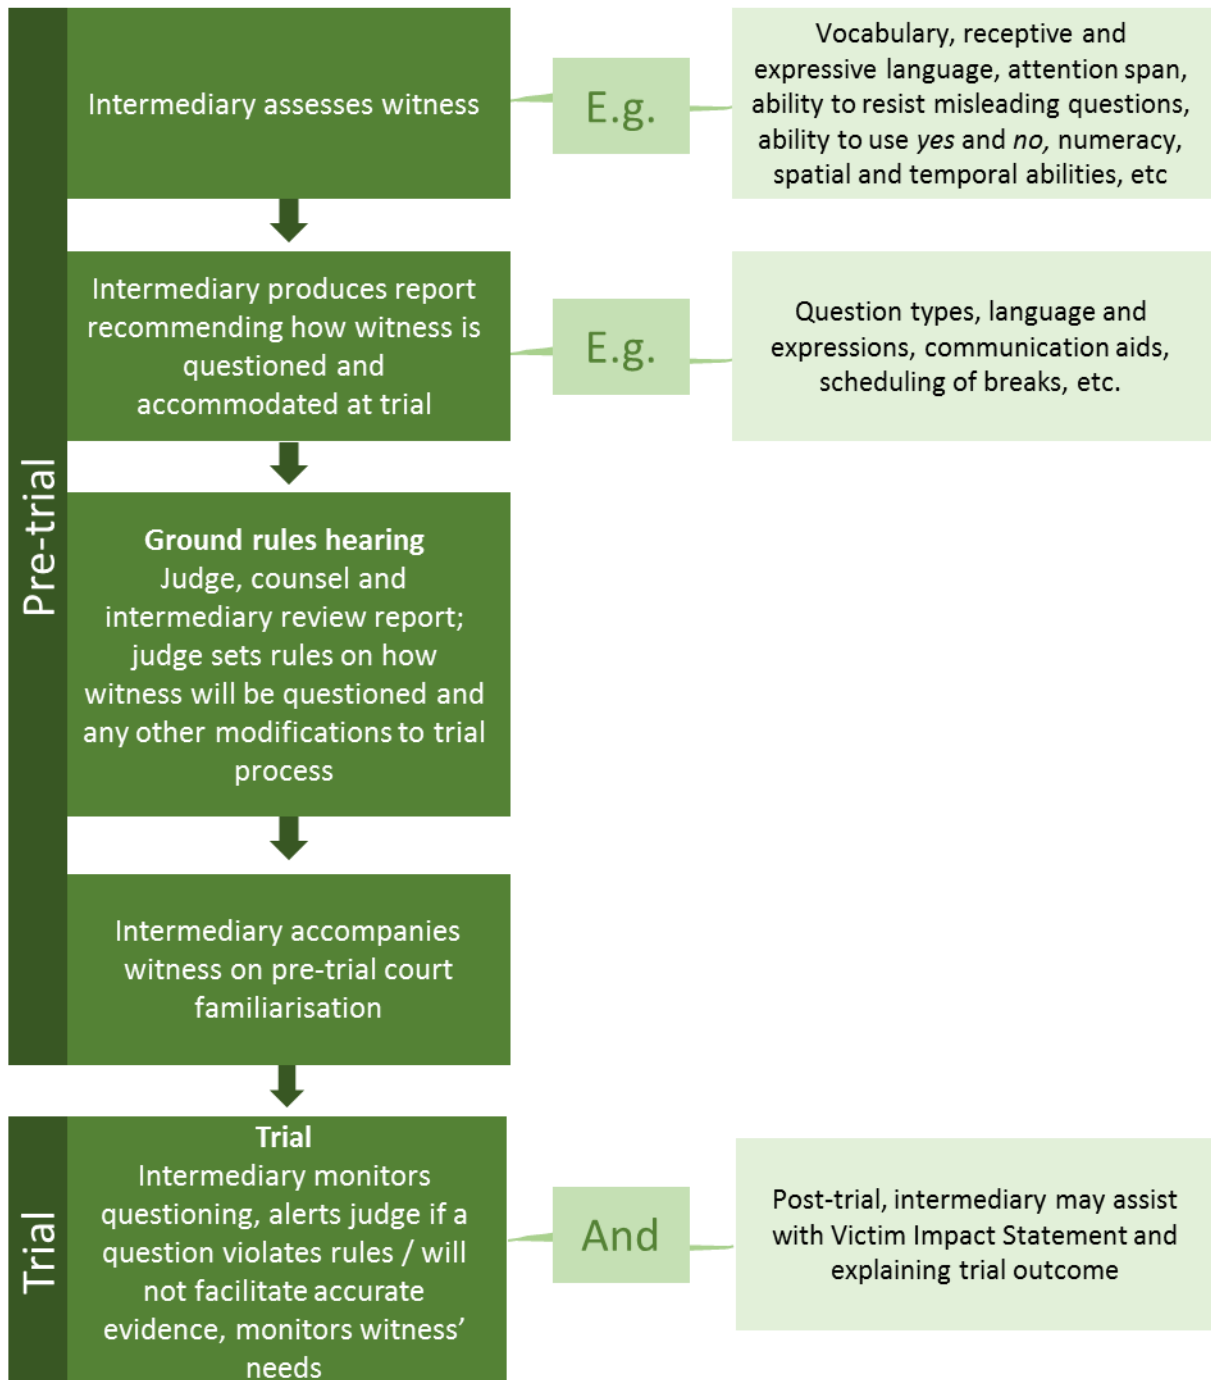 Pre-trial
Intermediary assesses witness
E.g.
Vocabulary, receptive and
expressive language, attention span,
ability to resist misleading questions,
ability to use yes and no, numeracy,
spatial and temporal abilities, etc
Intermediary produces report
recommending how witness is
questioned and
accommodated at trial
E.g.
Question types, language and
expressions, communication aids,
scheduling of breaks, etc.
Ground rules hearing
Judge, counsel and
intermediary review report;
judge sets rules on how
witness will be questioned and
any other modifications to trial
process
Intermediary accompanies
witness on pre-trial court
familiarisation
Trial
Trial
Intermediary monitors
questioning, alerts judge if a
question violates rules / will
not facilitate accurate
evidence, monitors witness’
needs
And
Post-trial, intermediary may assist
with Victim Impact Statement and
explaining trial outcome